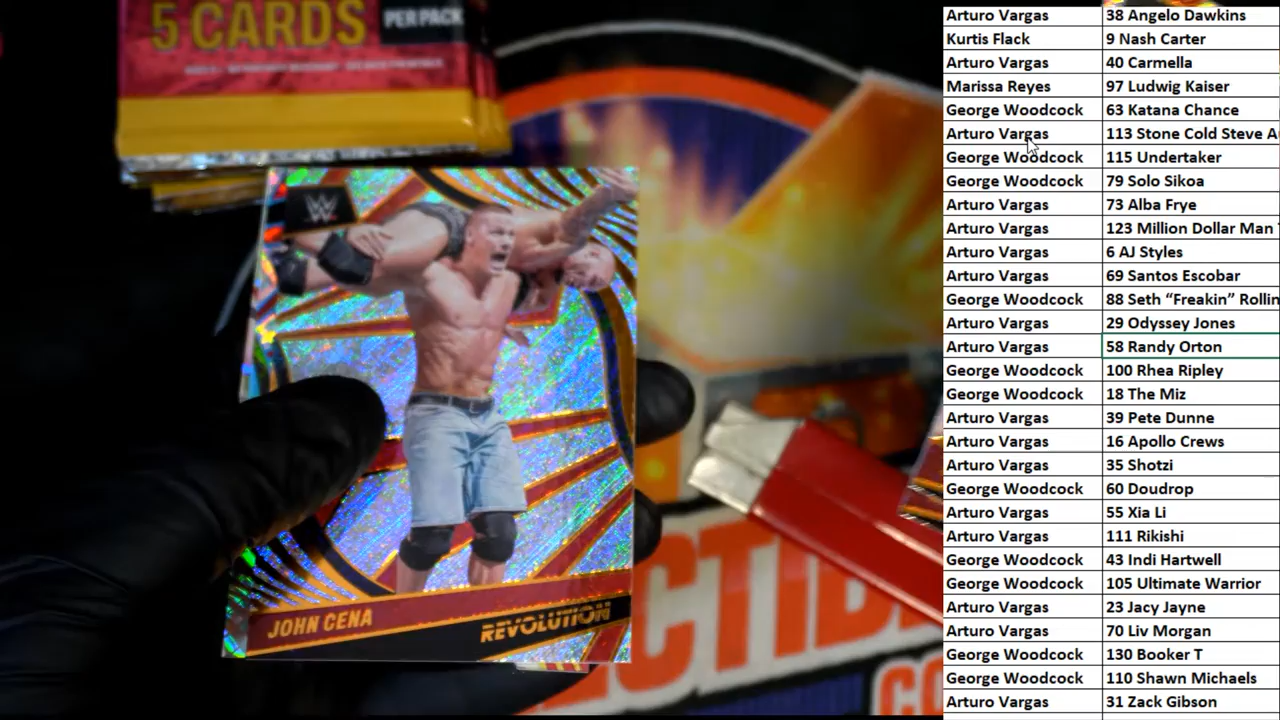 5 CARDS PER PACK
W
JOHN CENA
REVOLUTION
Arturo Vargas 38 Angelo Dawkins
Kurtis Flack 9 Nash Carter
Arturo Vargas 40 Carmella
Marissa Reyes 97 Ludwig Kaiser
George Woodcock 63 Katana Chance
Arturo Vargas 113 Stone Cold Steve A
George Woodcock 115 Undertaker
George Woodcock 79 Solo Sikoa
Arturo Vargas 73 Alba Frye
Arturo Vargas 123 Million Dollar Man
Arturo Vargas 6 AJ Styles
Arturo Vargas 69 Santos Escobar
George Woodcock 88 Seth “Freakin” Rollin
Arturo Vargas 29 Odyssey Jones
Arturo Vargas 58 Randy Orton
George Woodcock 100 Rhea Ripley
George Woodcock 18 The Miz
Arturo Vargas 39 Pete Dunne
Arturo Vargas 16 Apollo Crews
Arturo Vargas 35 Shotzi
George Woodcock 60 Doudrop
Arturo Vargas 55 Xia Li
Arturo Vargas 111 Rikishi
George Woodcock 43 Indi Hartwell
George Woodcock 105 Ultimate Warrior
Arturo Vargas 23 Jacy Jayne
Arturo Vargas 70 Liv Morgan
George Woodcock 130 Booker T
George Woodcock 110 Shawn Michaels
Arturo Vargas 31 Zack Gibson